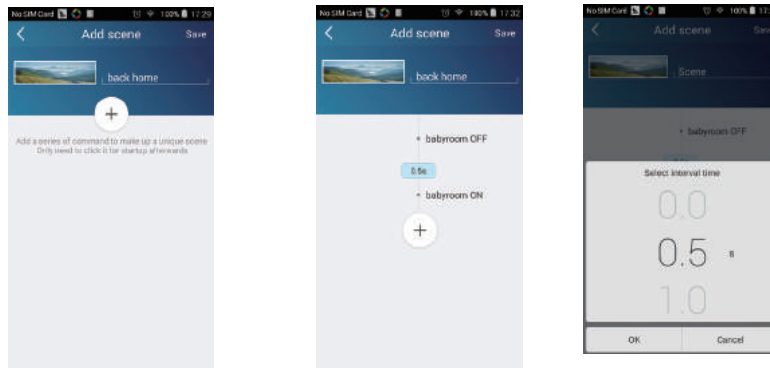 No SIM Card 100% 17:29
Add scene Save
back home
Add a series of command to make up a unique scene
Only need to click it for startup afterwards
No SIM Card 100% 17:32
Add scene Save
back home
babyroom OFF
0.5s
babyroom ON
No SIM Card 100%
Add scene
Scene
babyroom OFF
Select interval time
0.0
0.5 s
1.0
OK Cancel